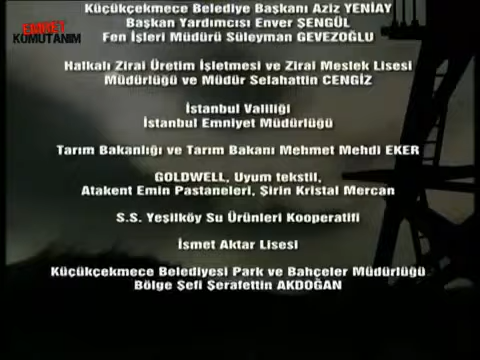 EMRET
KOMUTANIM
Küçükçekmece Belediye Başkanı Aziz YENİAY
Başkan Yardımcısı Enver ŞENGÜL
Fen İşleri Müdürü Süleyman GEVEZOĞLU
Halkalı Zirai Üretim İşletmesi ve Zirai Meslek Lisesi
Müdürlüğü ve Müdür Selahattin CENGİZ
İstanbul Valiliği
İstanbul Emniyet Müdürlüğü
Tarım Bakanlığı ve Tarım Bakanı Mehmet Mehdi EKER
GOLDWELL, Uyum tekstil,
Atakent Emin Pastaneleri, Şirin Kristal Mercan
S.S. Yeşilköy Su Ürünleri Kooperatifi
İsmet Aktar Lisesi
Küçükçekmece Belediyesi Park ve Bahçeler Müdürlüğü
Bölge Şefi Şerafettin AKDOĞAN